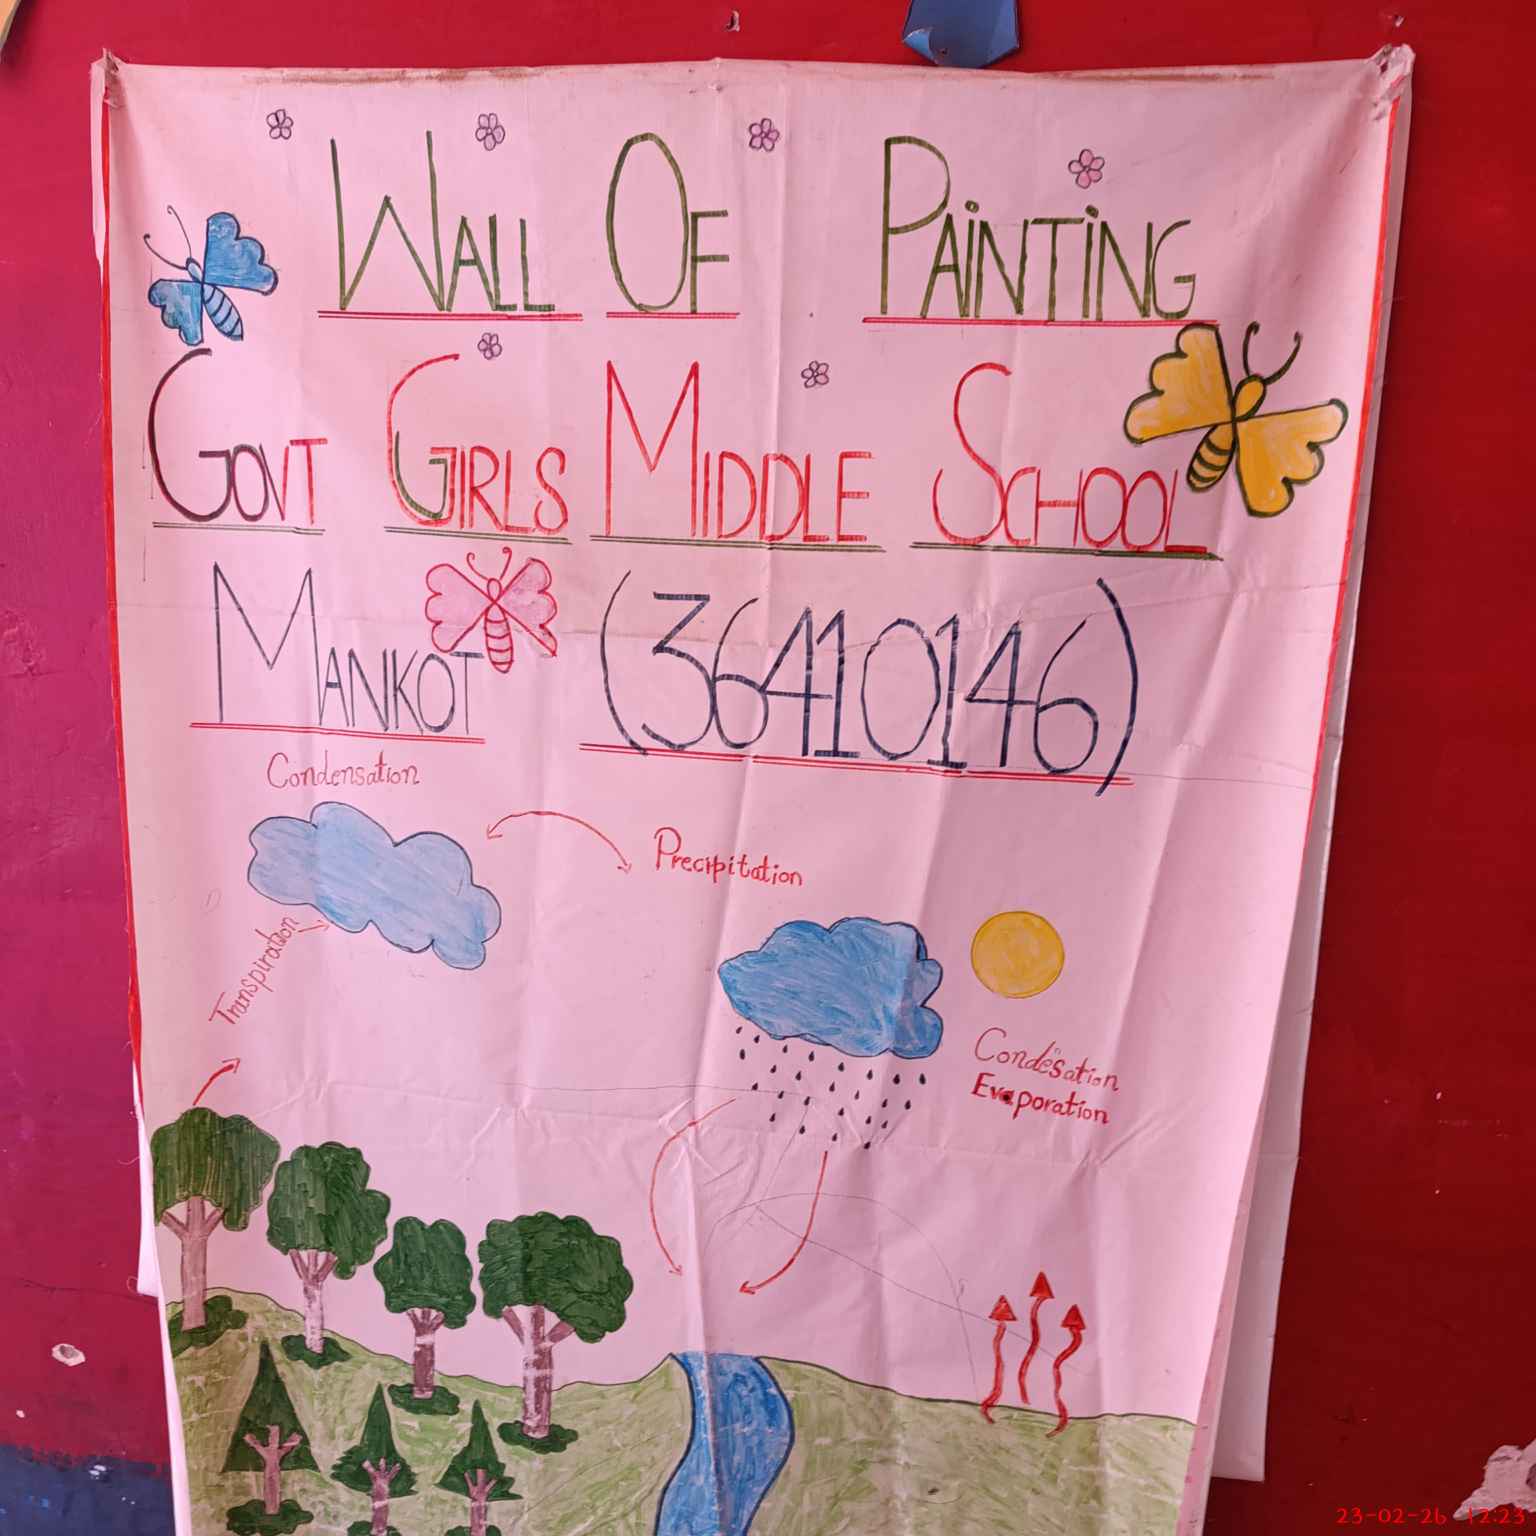 WALL OF PAINTING
GOVT GIRLS MIDDLE SCHOOL
MANKOT (36410146)
Condensation
Precipitation
Transpiration
Condesation
Evaporation
23-02-26 12:23